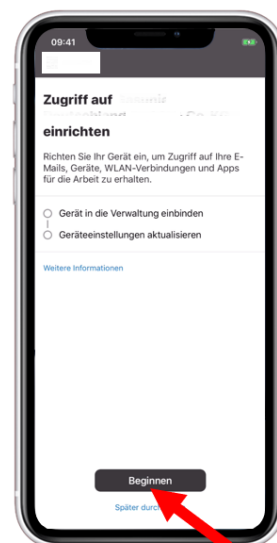 09:41
Zugriff auf
einrichten
Richten Sie Ihr Gerät ein, um Zugriff auf Ihre E-
Mails, Geräte, WLAN-Verbindungen und Apps
für die Arbeit zu erhalten.
Gerät in die Verwaltung einbinden
Geräteeinstellungen aktualisieren
Weitere Informationen
Beginnen
Später